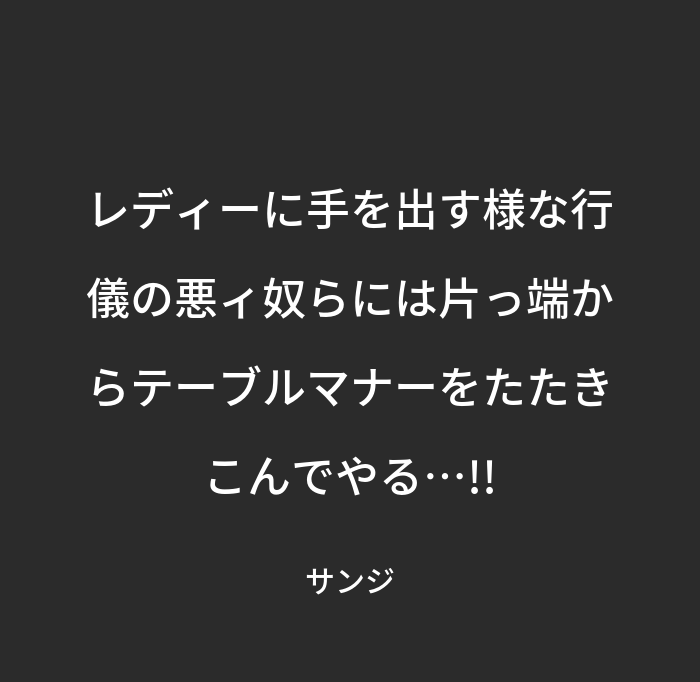 レディーに手を出す様な行
儀の悪ィ奴らには片っ端か
らテーブルマナーをたたき
こんでやる…!!
サンジ